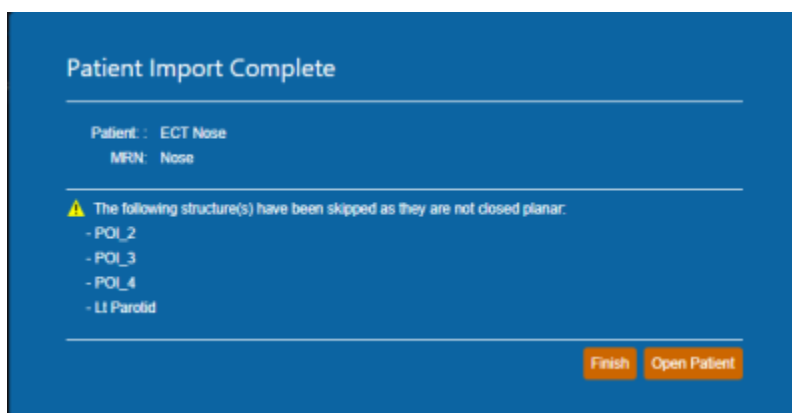 Patient Import Complete
Patient: : ECT Nose
MRN: Nose
The following structure(s) have been skipped as they are not closed planar:
- POI_2
- POI_3
- POI_4
- Lt Parotid
Finish Open Patient